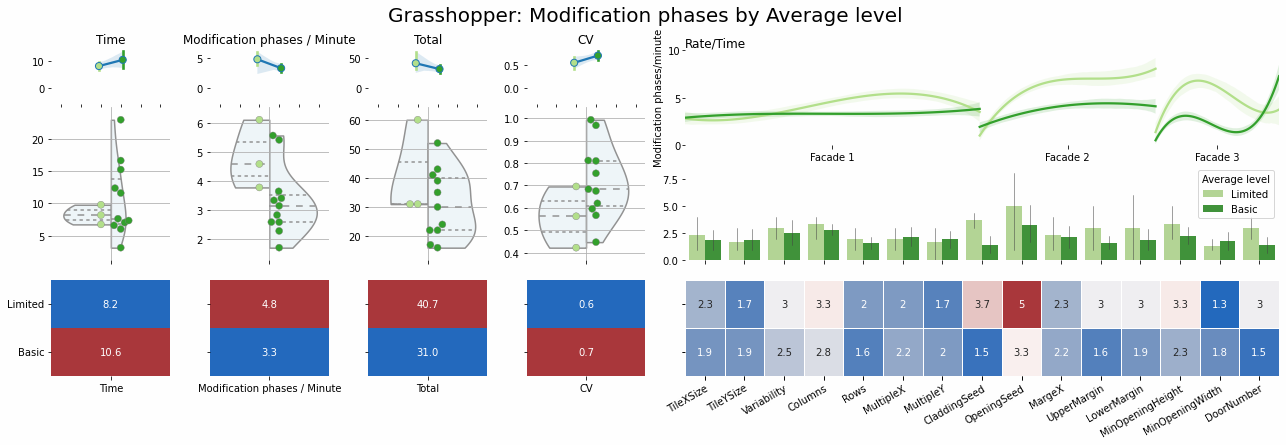 Grasshopper: Modification phases by Average level
Time
Modification phases / Minute
Total
CV
Rate/Time
10
0
5
0
50
0
0.5
0.0
Modification phases/minute
10
5
0
Facade 1
Facade 2
Facade 3
20
15
10
5
6
5
4
3
2
60
50
40
30
20
1.0
0.9
0.8
0.7
0.6
0.5
0.4
7.5
5.0
2.5
0.0
Average level
Limited
Basic
Limited
8.2
4.8
40.7
0.6
2.3 1.7 3 3.3 2 2 1.7 3.7 5 2.3 3 3 3.3 1.3 3
Basic
10.6
3.3
31.0
0.7
1.9 1.9 2.5 2.8 1.6 2.2 2 1.5 3.3 2.2 1.6 1.9 2.3 1.8 1.5
Time
Modification phases / Minute
Total
CV
TileXSize
TileYSize
Variability
Columns
Rows
MultipleX
MultipleY
CladdingSeed
OpeningSeed
MargeX
UpperMargin
LowerMargin
MinOpeningHeight
MinOpeningWidth
DoorNumber